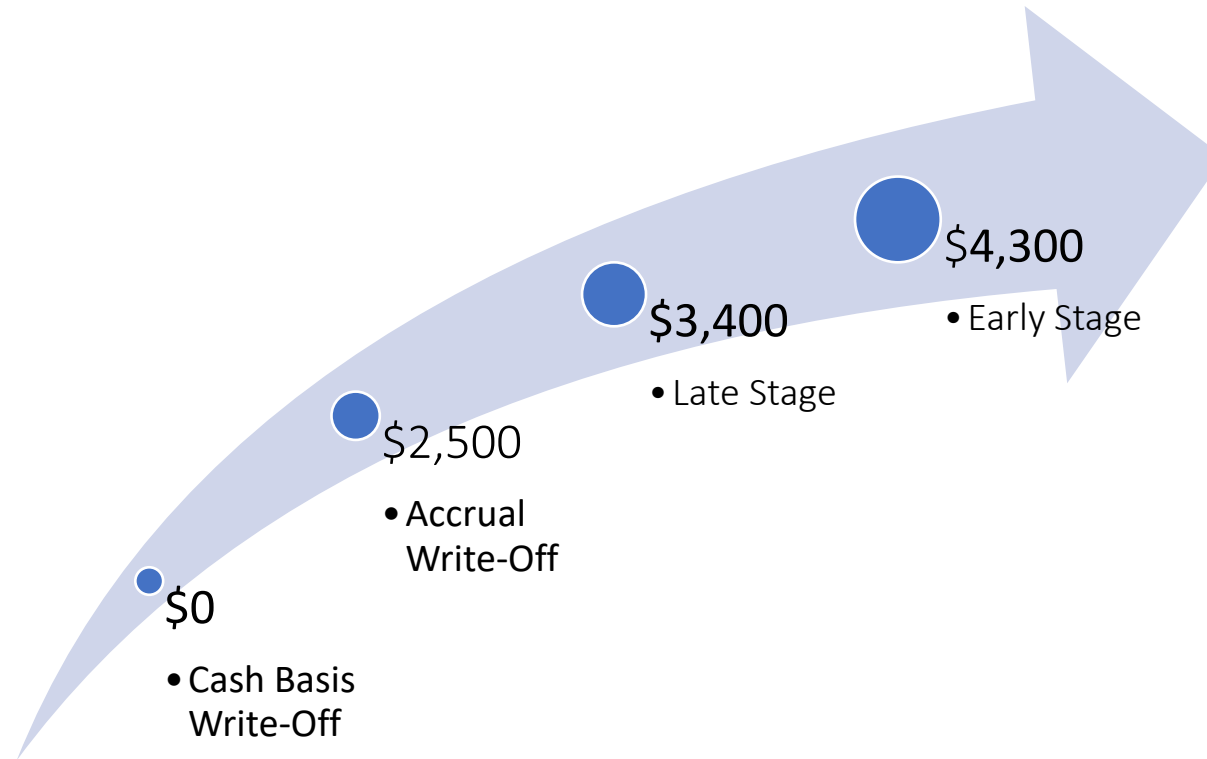 $0
• Cash Basis
Write-Off
$2,500
• Accrual
Write-Off
$3,400
• Late Stage
$4,300
• Early Stage